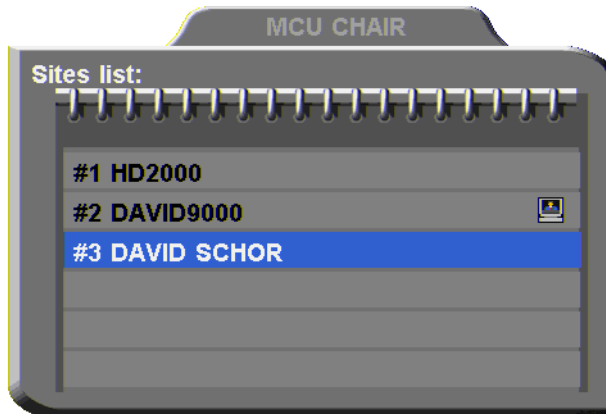 MCU CHAIR
Sites list:
#1 HD2000
#2 DAVID9000
#3 DAVID SCHOR